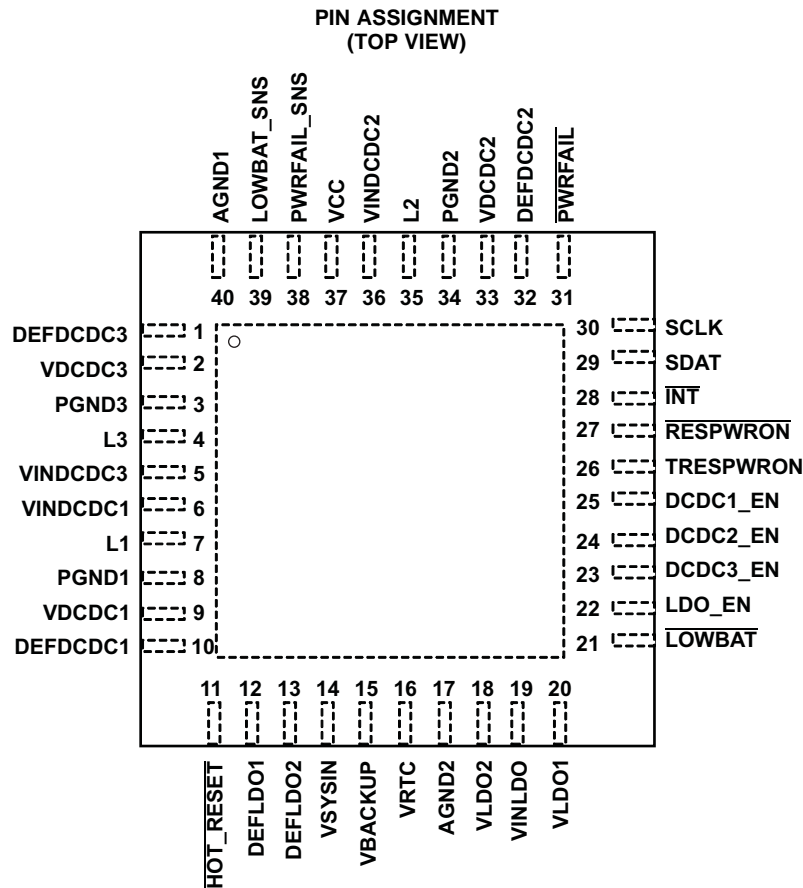 PIN ASSIGNMENT
(TOP VIEW)
AGND1
LOWBAT_SNS
PWRFAIL_SNS
VCC
VINDCDC2
L2
PGND2
VDCDC2
DEFDCDC2
PWRFAIL
40 39 38 37 36 35 34 33 32 31
DEFDCDC3 1
VDCDC3 2
PGND3 3
L3 4
VINDCDC3 5
VINDCDC1 6
L1 7
PGND1 8
VDCDC1 9
DEFDCDC1 10
30 SCLK
29 SDAT
28 INT
27 RESPWRON
26 TRESPWRON
25 DCDC1_EN
24 DCDC2_EN
23 DCDC3_EN
22 LDO_EN
21 LOWBAT
11 12 13 14 15 16 17 18 19 20
HOT_RESET
DEFLDO1
DEFLDO2
VSYSIN
VBACKUP
VRTC
AGND2
VLDO2
VINLDO
VLDO1